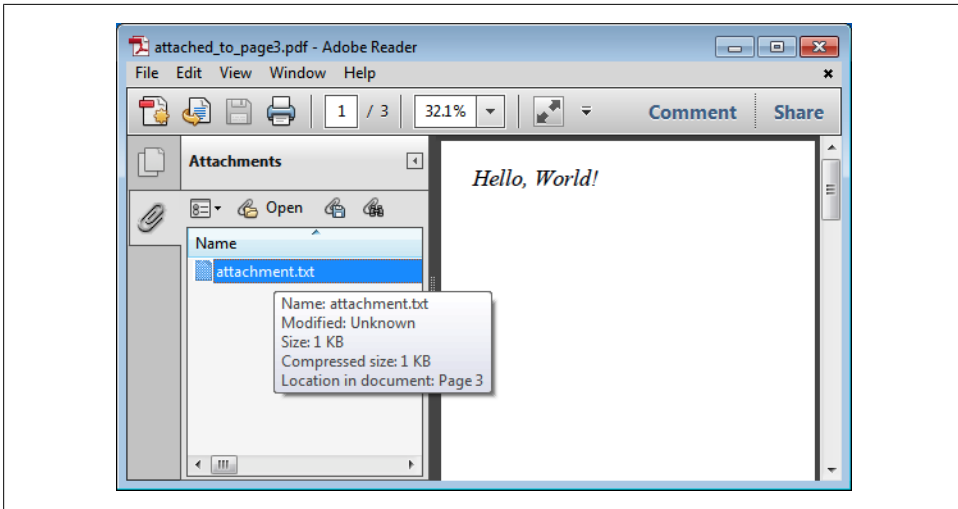 attached_to_page3.pdf - Adobe Reader
File Edit View Window Help
1 / 3 32.1% Comment Share
Attachments
Hello, World!
Open
Name
attachment.txt
Name: attachment.txt
Modified: Unknown
Size: 1 KB
Compressed size: 1 KB
Location in document: Page 3